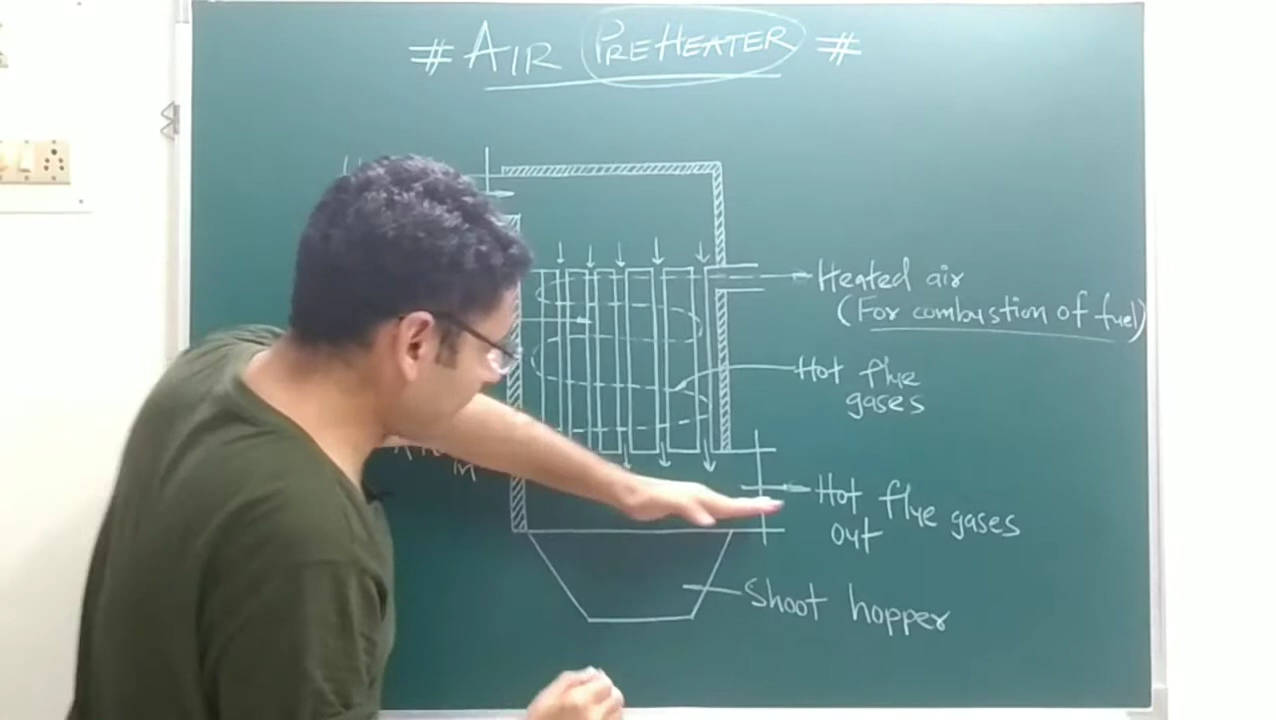 # AIR PREHEATER #
Heated air
(For combustion of fuel)
Hot flue
gases
Hot flue gases
out
Shoot hopper